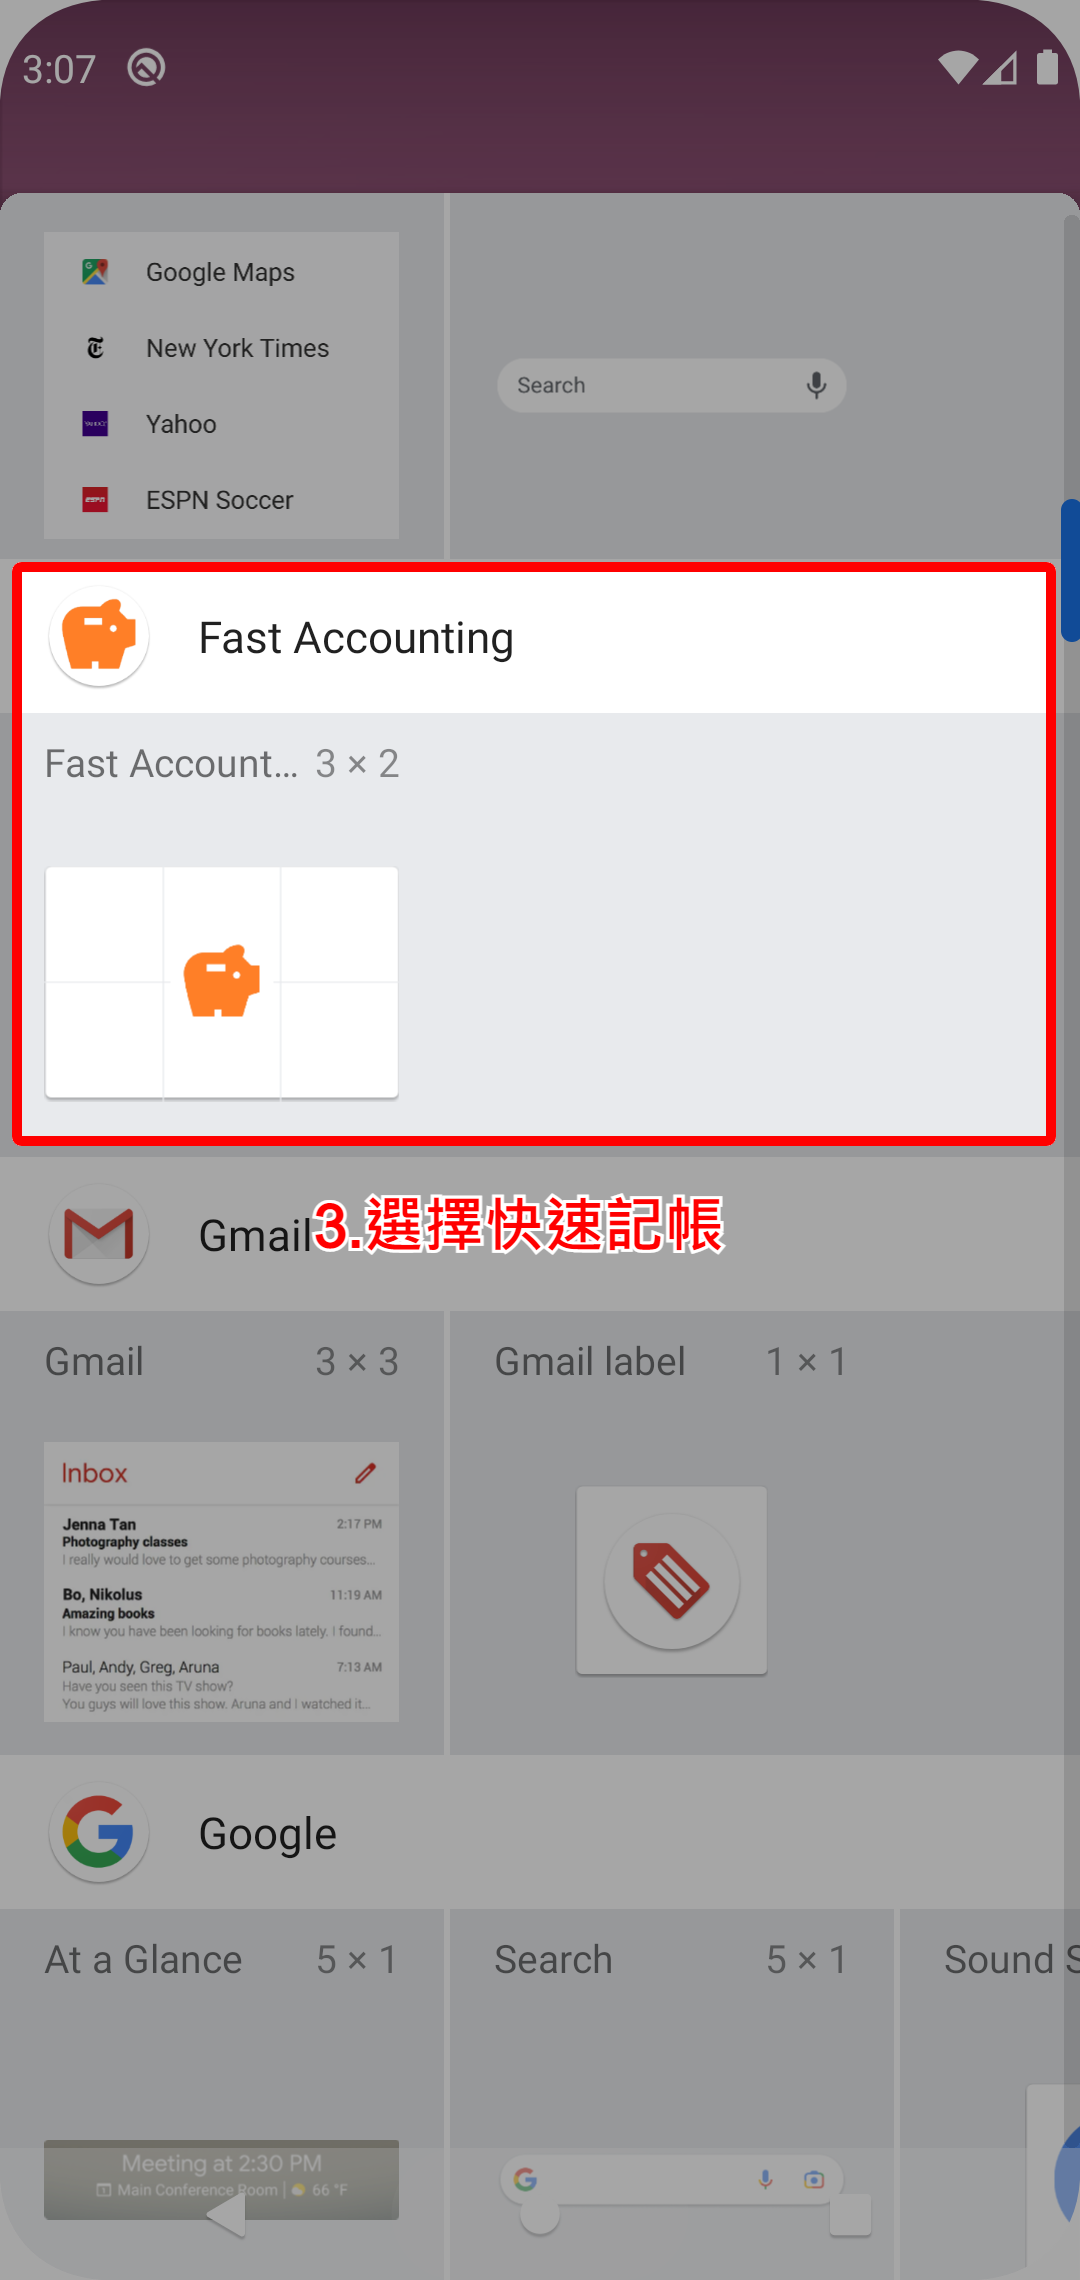 3:07
Google Maps
New York Times
Yahoo
ESPN Soccer
Search
Fast Accounting
Fast Account... 3 × 2
Gmail
3.選擇快速記帳
Gmail 3 × 3
Gmail label 1 × 1
Inbox
Jenna Tan 2:17 PM
Photography classes
I really would love to get some photography courses...
Bo, Nikolus 11:19 AM
Amazing books
I know you have been looking for books lately. I found...
Paul, Andy, Greg, Aruna 7:13 AM
Have you seen this TV show?
You guys will love this show. Aruna and I watched it...
Google
At a Glance 5 × 1
Search 5 × 1
Sound S
Meeting at 2:30 PM
Main Conference Room | 66 °F